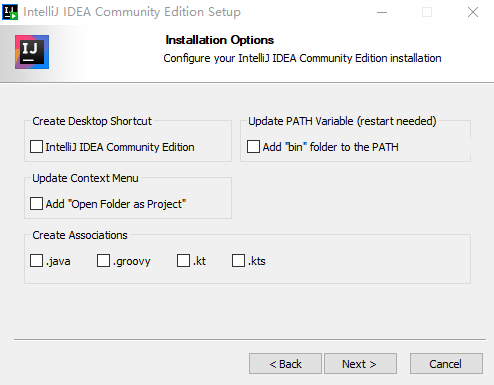 IntelliJ IDEA Community Edition Setup
IJ
Installation Options
Configure your IntelliJ IDEA Community Edition installation
Create Desktop Shortcut
IntelliJ IDEA Community Edition
Update PATH Variable (restart needed)
Add "bin" folder to the PATH
Update Context Menu
Add "Open Folder as Project"
Create Associations
.java .groovy .kt .kts
< Back Next > Cancel